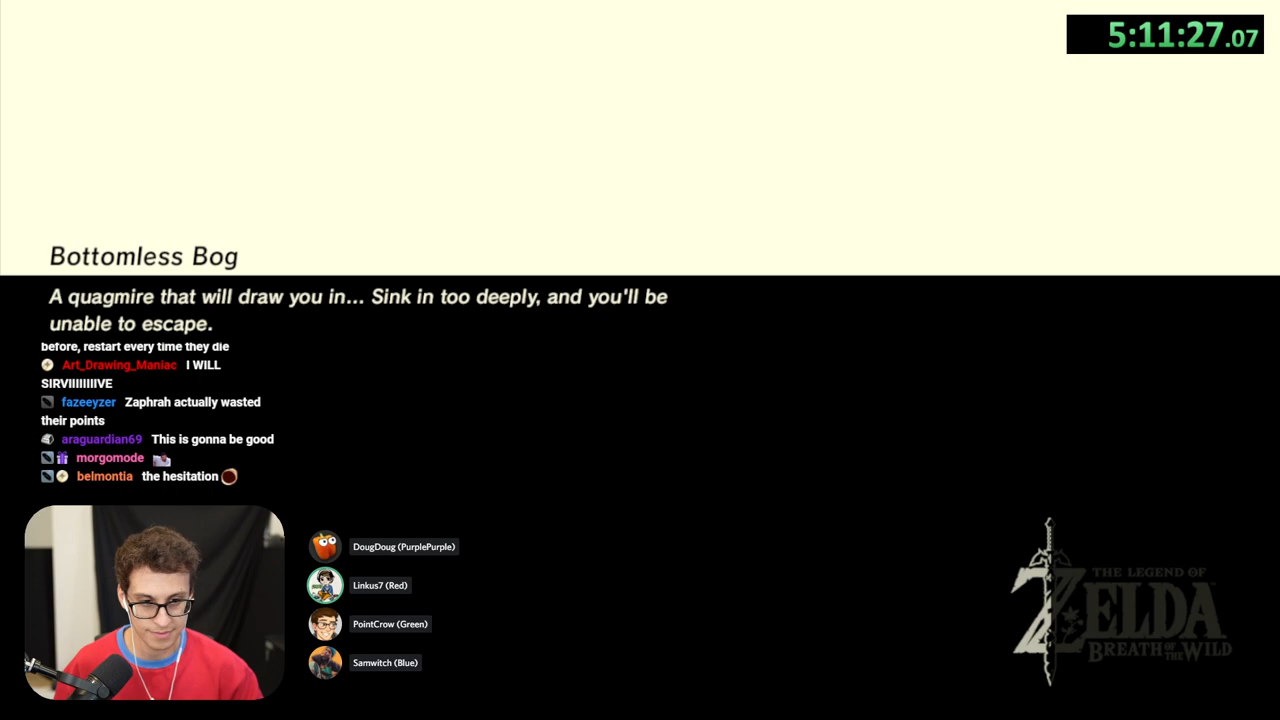 5:11:27.07
Bottomless Bog
A quagmire that will draw you in... Sink in too deeply, and you'll be
unable to escape.
before, restart every time they die
Art_Drawing_Maniac I WILL
SIRVIIIIIIIVE
fazeeyzer Zaphrah actually wasted
their points
araguardian69 This is gonna be good
morgomode
belmontia the hesitation
DougDoug (PurplePurple)
Linkus7 (Red)
PointCrow (Green)
Samwitch (Blue)
THE LEGEND OF
ZELDA
BREATH OF THE WILD